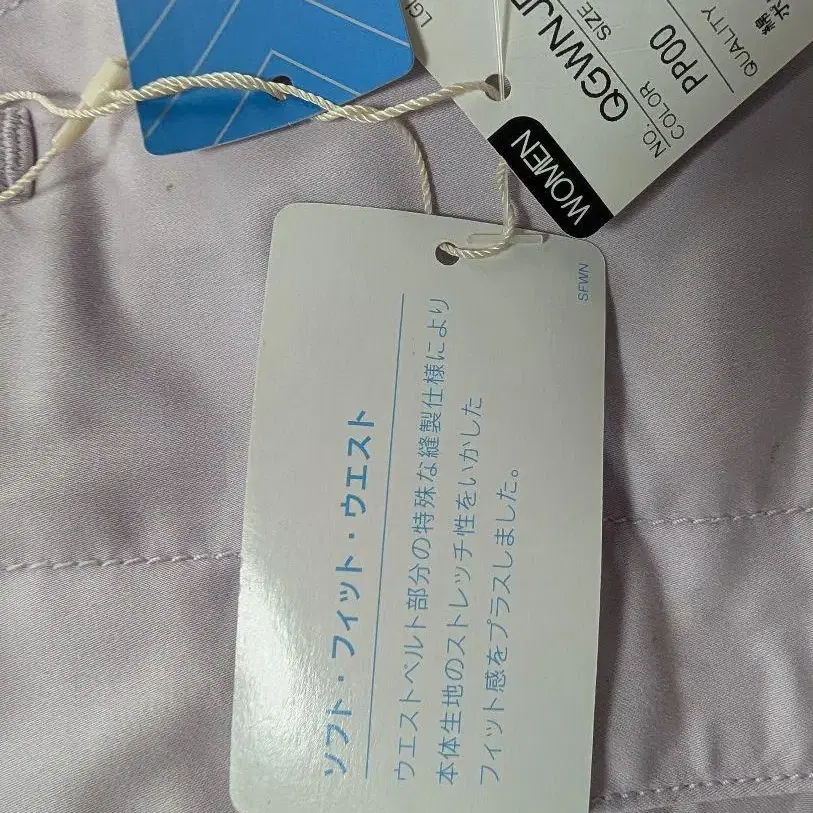 LG
NO. QGWNJ
COLOR SIZE
PP00
QUALITY
綿
WOMEN
SFWN
ソフト・フィット・ウエスト
ウエストベルト部分の特殊な縫製仕様により
本体生地のストレッチ性をいかした
フィット感をプラスしました。